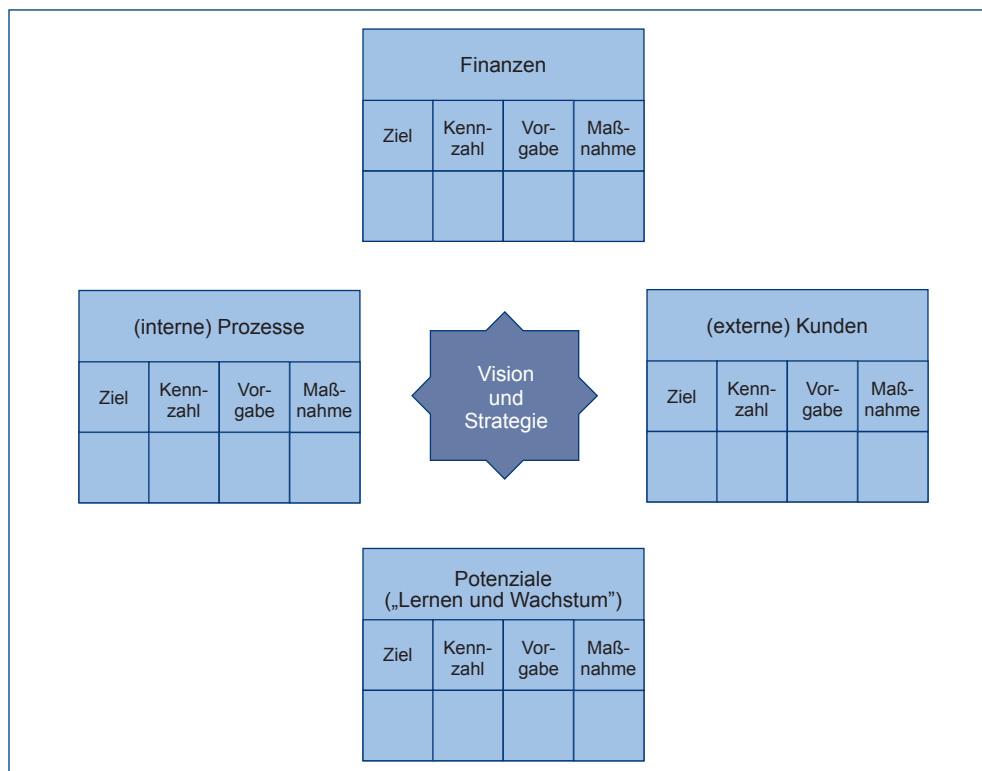 Finanzen
Ziel
Kenn-
zahl
Vor-
gabe
Maß-
nahme
(interne) Prozesse
Ziel
Kenn-
zahl
Vor-
gabe
Maß-
nahme
Vision
und
Strategie
(externe) Kunden
Ziel
Kenn-
zahl
Vor-
gabe
Maß-
nahme
Potenziale
(„Lernen und Wachstum”)
Ziel
Kenn-
zahl
Vor-
gabe
Maß-
nahme